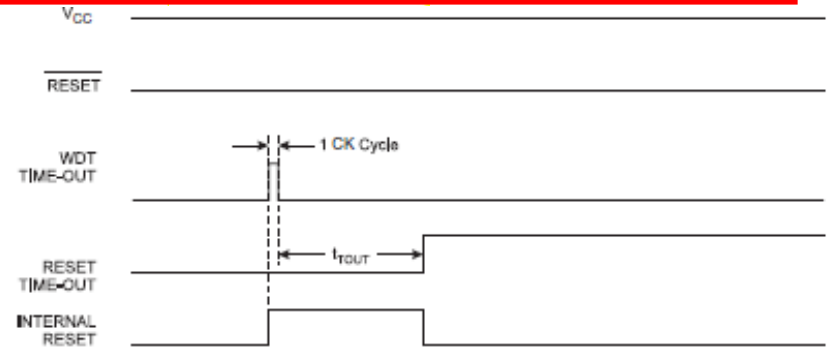 VCC
RESET
WDT
TIME-OUT
1 CK Cycle
RESET
TIME-OUT
tTOUT
INTERNAL
RESET